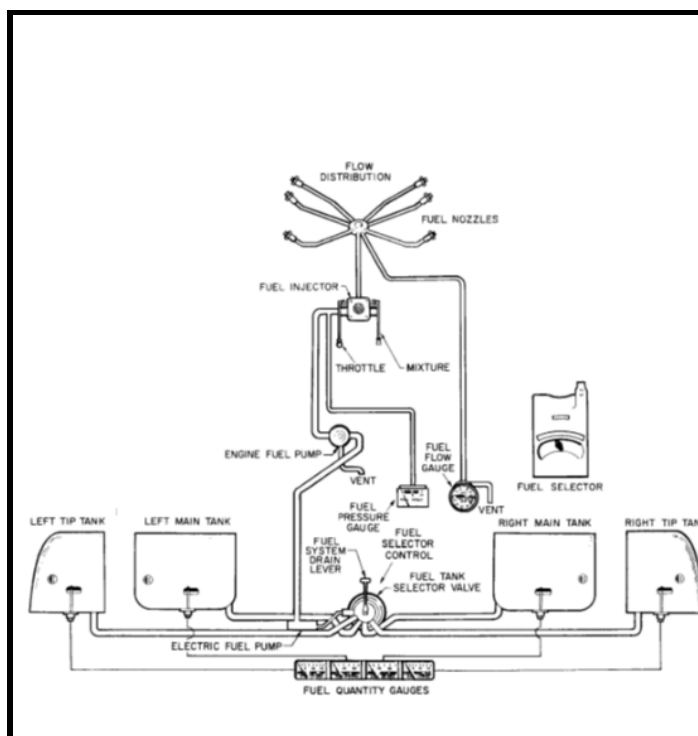 FLOW
DISTRIBUTION
FUEL NOZZLES
FUEL INJECTOR
THROTTLE
MIXTURE
ENGINE FUEL PUMP
VENT
FUEL
FLOW
GAUGE
FUEL SELECTOR
FUEL
PRESSURE
GAUGE
VENT
LEFT TIP TANK
LEFT MAIN TANK
FUEL
SYSTEM
DRAIN
LEVER
FUEL
SELECTOR
CONTROL
RIGHT MAIN TANK
RIGHT TIP TAN
FUEL TANK
SELECTOR VALVE
ELECTRIC FUEL PUMP
FUEL QUANTITY GAUGES